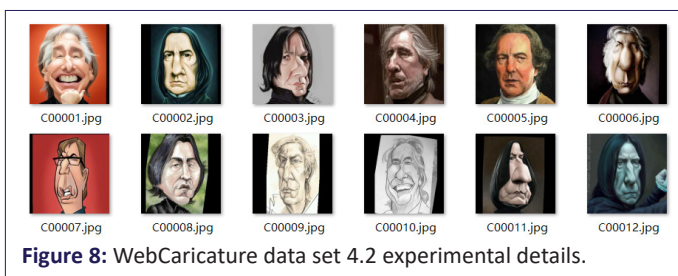 C00001.jpg C00002.jpg C00003.jpg C00004.jpg C00005.jpg C00006.jpg
C00007.jpg C00008.jpg C00009.jpg C00010.jpg C00011.jpg C00012.jpg
Figure 8: WebCaricature data set 4.2 experimental details.